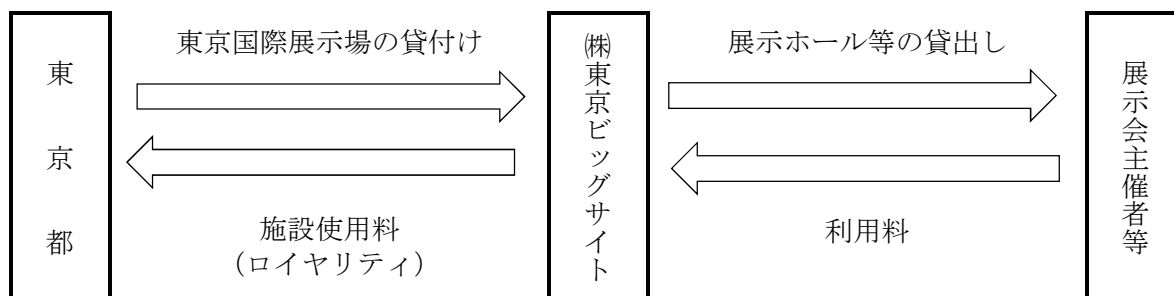 東京都
東京国際展示場の貸付け
施設使用料
(ロイヤリティ)
㈱東京ビッグサイト
展示ホール等の貸出し
利用料
展示会主催者等